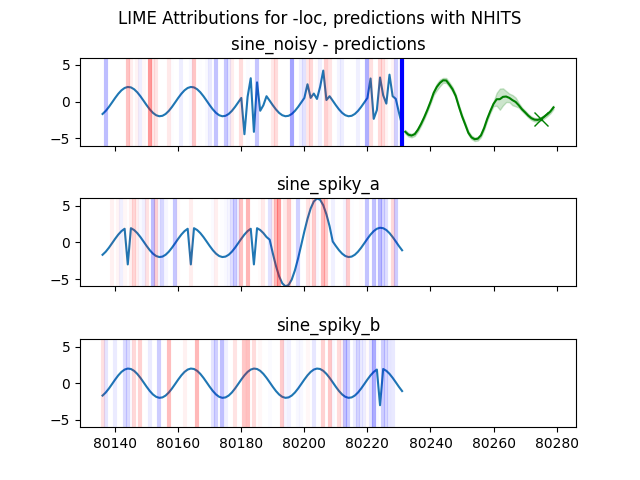 LIME Attributions for -loc, predictions with NHITS
sine_noisy - predictions
5
0
−5
sine_spiky_a
5
0
−5
sine_spiky_b
5
0
−5
80140 80160 80180 80200 80220 80240 80260 80280